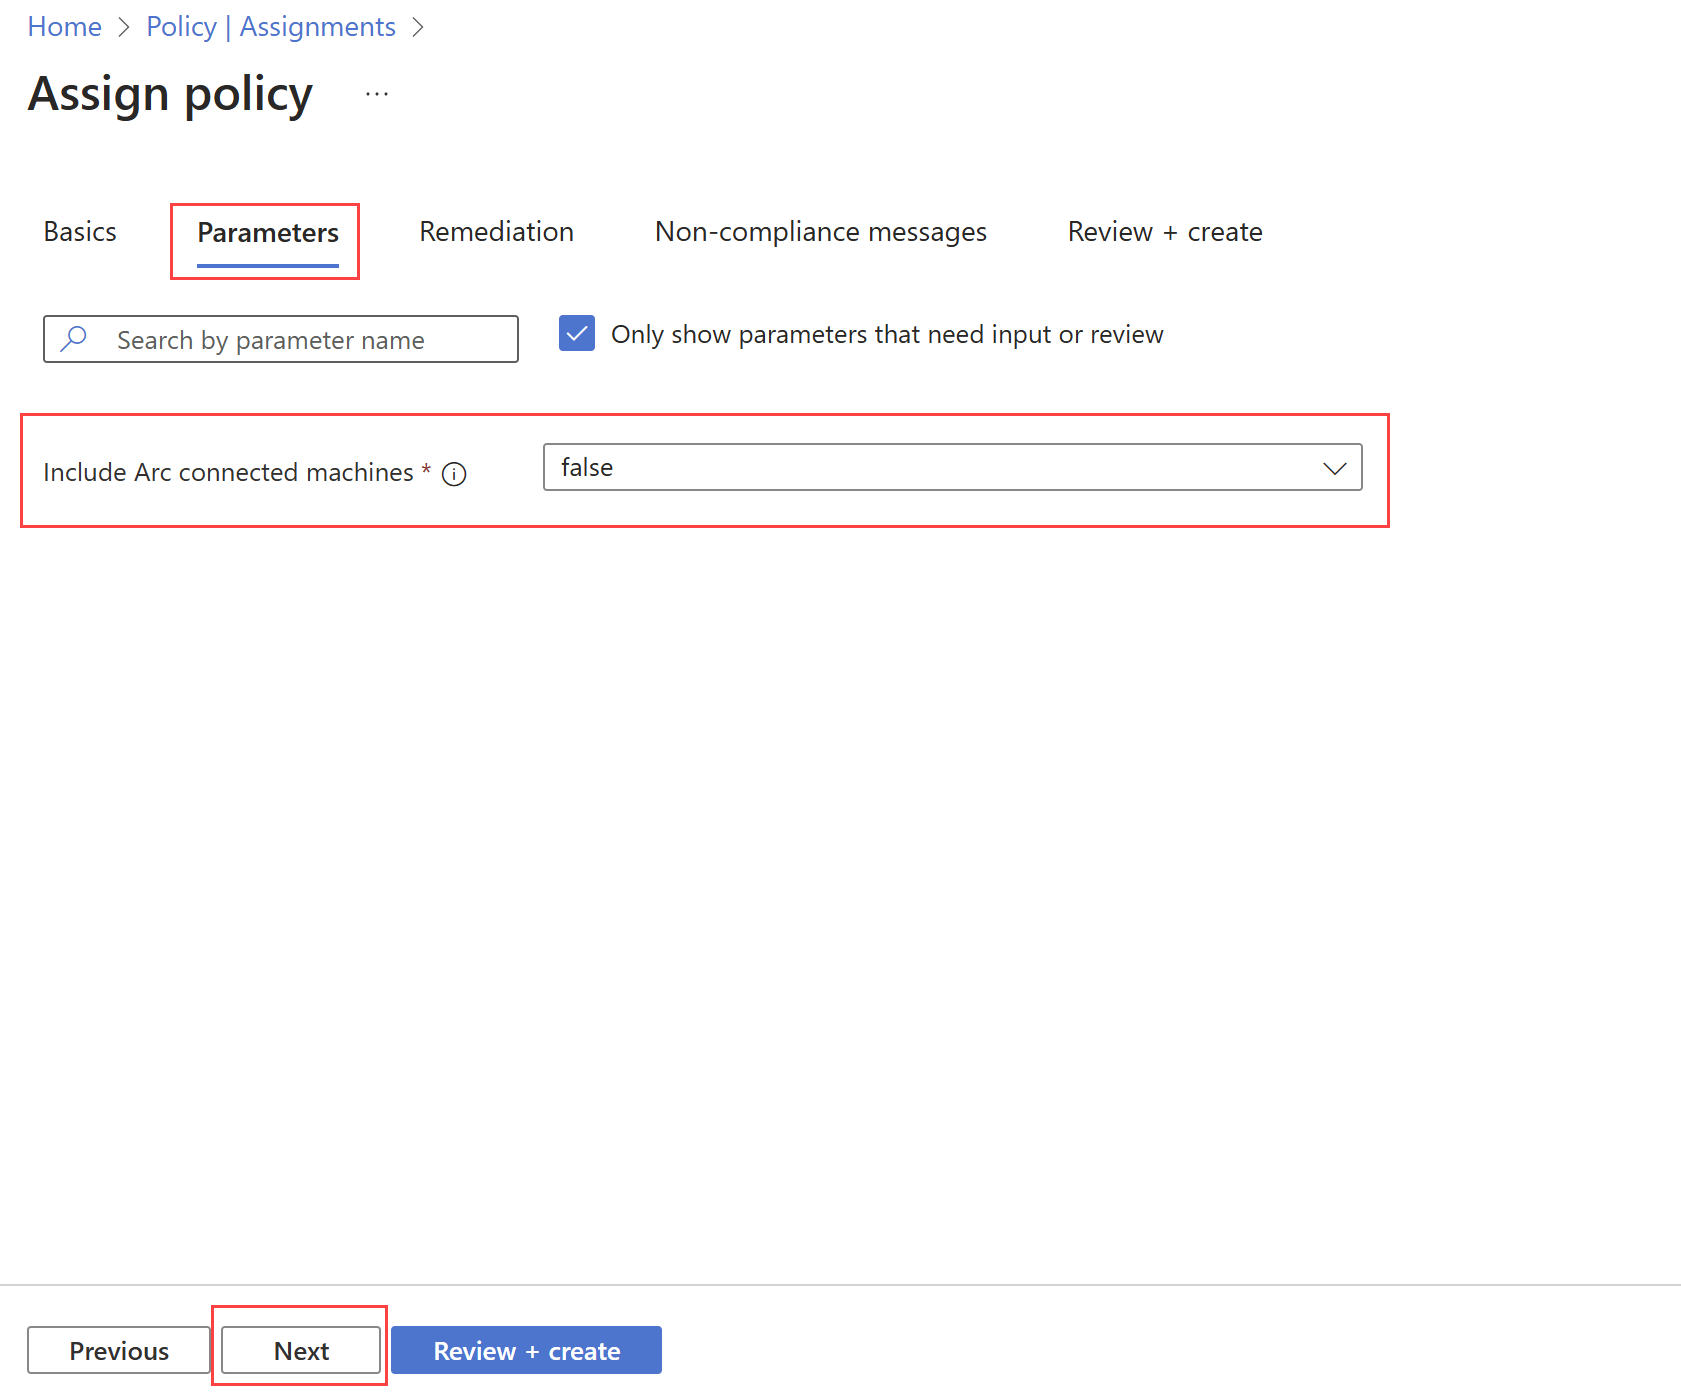 Home > Policy | Assignments >
Assign policy ...
Basics Parameters Remediation Non-compliance messages Review + create
Search by parameter name Only show parameters that need input or review
Include Arc connected machines * false
Previous Next Review + create